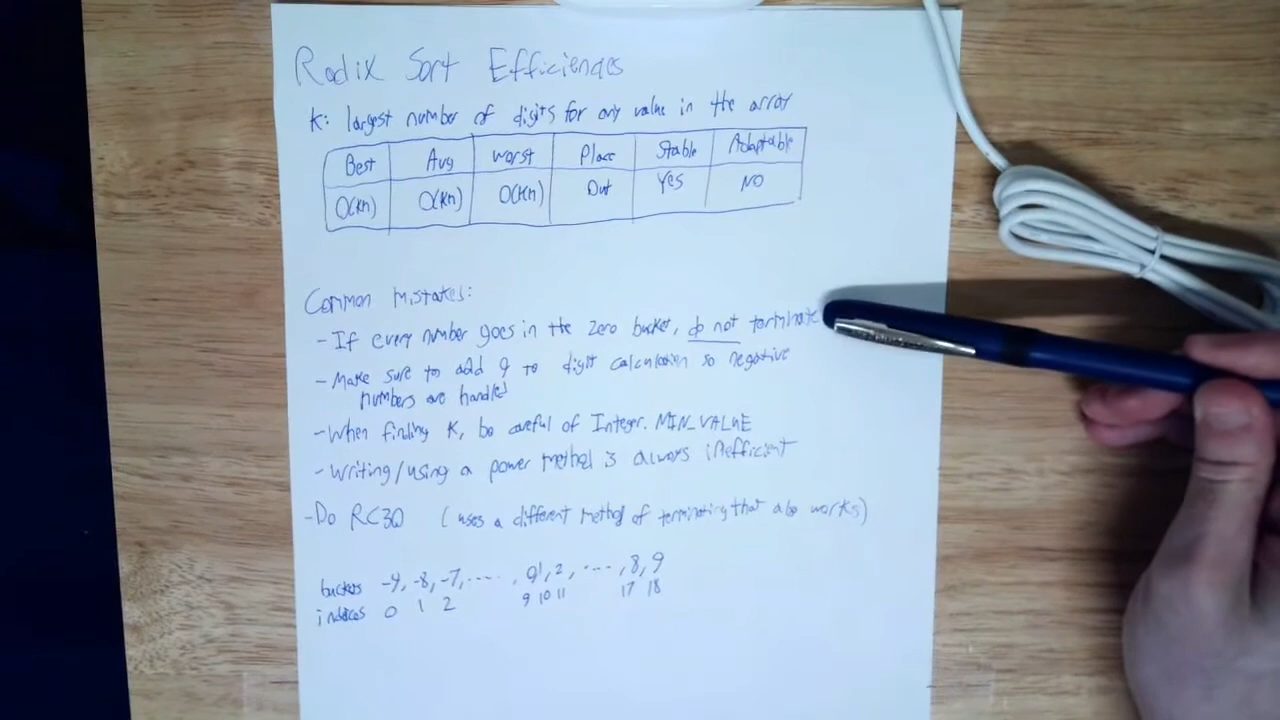 Radix Sort Efficiencies
K: largest number of digits for any value in the array
Best Avg Worst Place Stable Adaptable
O(kn) O(kn) O(kn) Out Yes NO
Common Mistakes:
- If every number goes in the zero bucket, do not terminate
- Make sure to add 9 to digit calculation so negative
numbers are handled
- When finding K, be careful of Integer.MIN_VALUE
- Writing/using a power method is always inefficient
- Do RC3Q (uses a different method of terminating that also works)
buckets -9, -8, -7, ....., 0, 1, 2, ...., 8, 9
indices 0 1 2 9 10 11 17 18